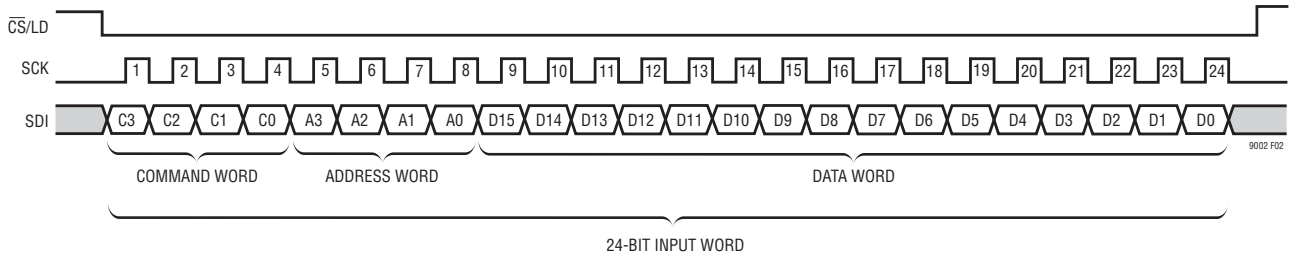 CS/LD
SCK 1 2 3 4 5 6 7 8 9 10 11 12 13 14 15 16 17 18 19 20 21 22 23 24
SDI C3 C2 C1 C0 A3 A2 A1 A0 D15 D14 D13 D12 D11 D10 D9 D8 D7 D6 D5 D4 D3 D2 D1 D0
9002 F02
COMMAND WORD ADDRESS WORD DATA WORD
24-BIT INPUT WORD